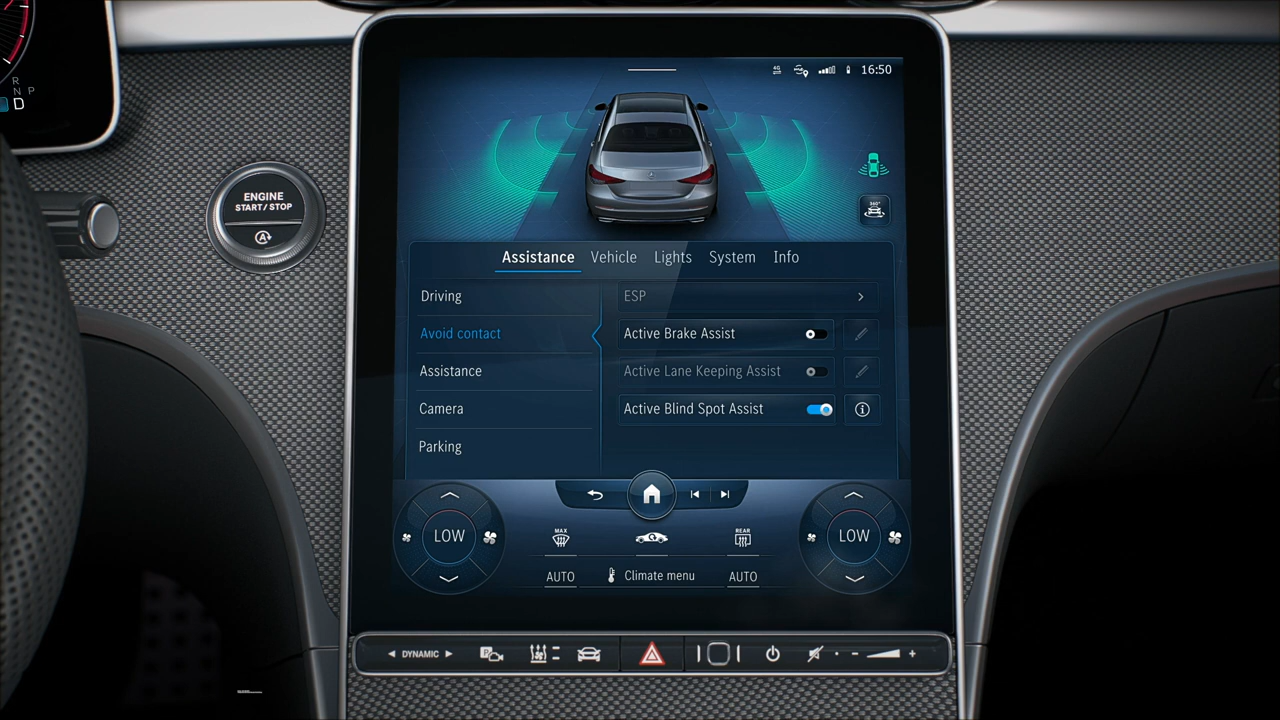 R
N P
D
ENGINE
START / STOP
A
4G
16:50
360°
Assistance Vehicle Lights System Info
Driving
Avoid contact
Assistance
Camera
Parking
ESP
Active Brake Assist
Active Lane Keeping Assist
Active Blind Spot Assist
LOW
MAX
REAR
LOW
AUTO
Climate menu
AUTO
DYNAMIC
P